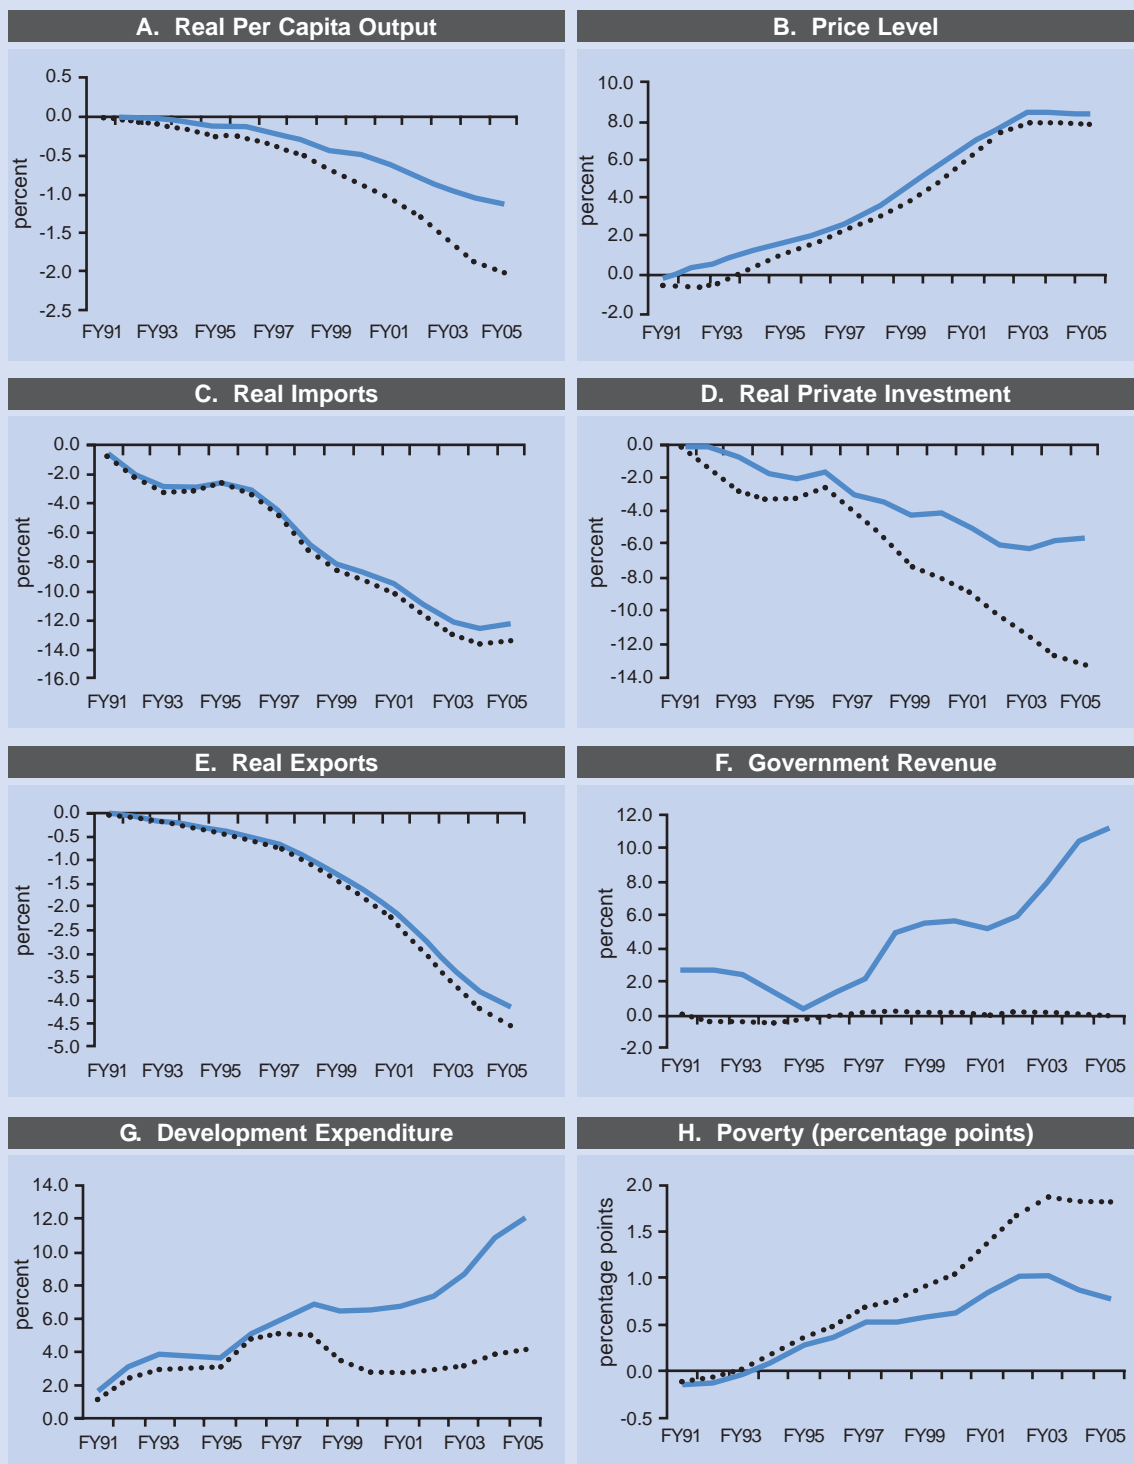 A. Real Per Capita Output
0.5
0.0
-0.5
-1.0
-1.5
-2.0
-2.5
percent
FY91 FY93 FY95 FY97 FY99 FY01 FY03 FY05
B. Price Level
10.0
8.0
6.0
4.0
2.0
0.0
-2.0
percent
FY91 FY93 FY95 FY97 FY99 FY01 FY03 FY05
C. Real Imports
0.0
-2.0
-4.0
-6.0
-8.0
-10.0
-12.0
-14.0
-16.0
percent
FY91 FY93 FY95 FY97 FY99 FY01 FY03 FY05
D. Real Private Investment
0.0
-2.0
-4.0
-6.0
-8.0
-10.0
-12.0
-14.0
percent
FY91 FY93 FY95 FY97 FY99 FY01 FY03 FY05
E. Real Exports
0.0
-0.5
-1.0
-1.5
-2.0
-2.5
-3.0
-3.5
-4.0
-4.5
-5.0
percent
FY91 FY93 FY95 FY97 FY99 FY01 FY03 FY05
F. Government Revenue
12.0
10.0
8.0
6.0
4.0
2.0
0.0
-2.0
percent
FY91 FY93 FY95 FY97 FY99 FY01 FY03 FY05
G. Development Expenditure
14.0
12.0
10.0
8.0
6.0
4.0
2.0
0.0
percent
FY91 FY93 FY95 FY97 FY99 FY01 FY03 FY05
H. Poverty (percentage points)
2.0
1.5
1.0
0.5
0.0
-0.5
percentage points
FY91 FY93 FY95 FY97 FY99 FY01 FY03 FY05